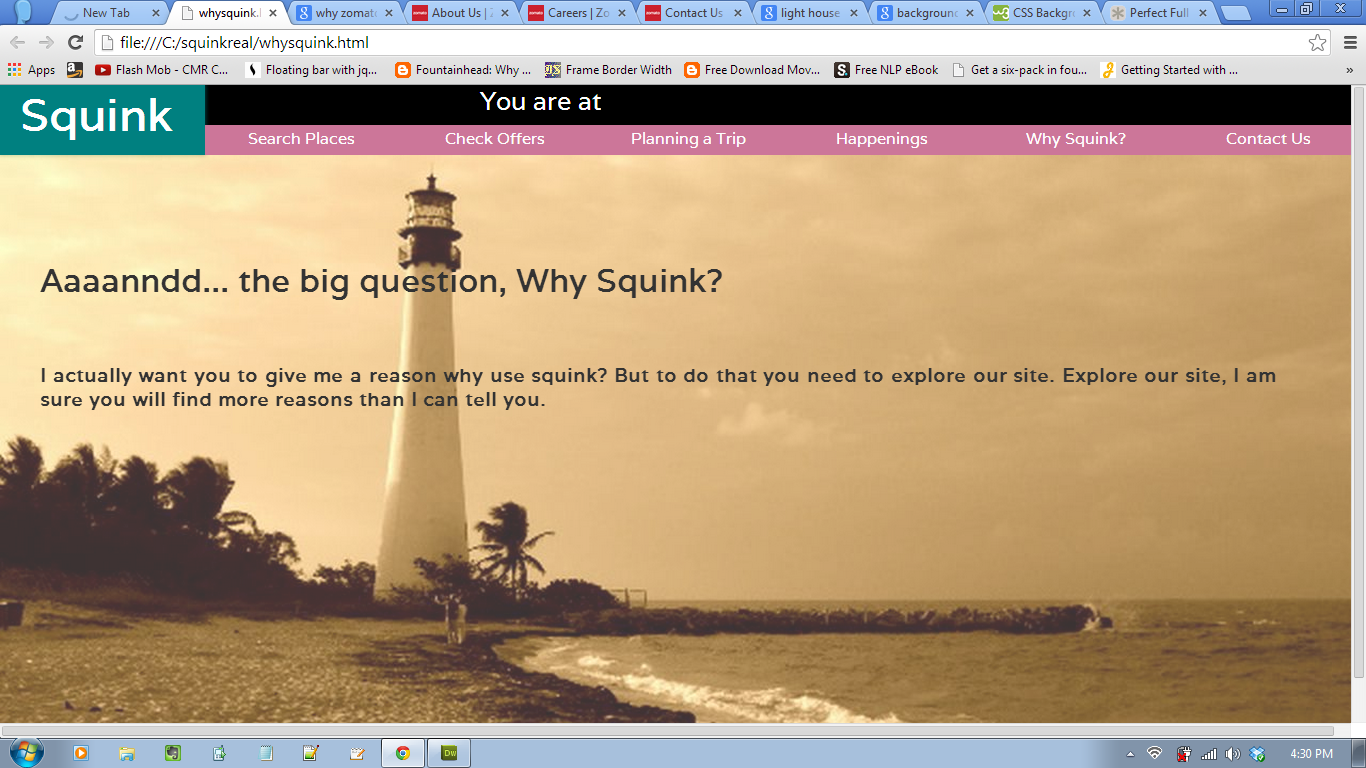 New Tab
whysquink.
why zomat
About Us | Z
Careers | Zo
Contact Us
light house
background
CSS Backgr
Perfect Full
file:///C:/squinkreal/whysquink.html
Apps
Flash Mob - CMR C...
Floating bar with jq...
Fountainhead: Why ...
Frame Border Width
Free Download Mov...
Free NLP eBook
Get a six-pack in fou...
Getting Started with ...
»
Squink
You are at
Search Places
Check Offers
Planning a Trip
Happenings
Why Squink?
Contact Us
Aaaanndd... the big question, Why Squink?
I actually want you to give me a reason why use squink? But to do that you need to explore our site. Explore our site, I am
sure you will find more reasons than I can tell you.
Dw
4:30 PM